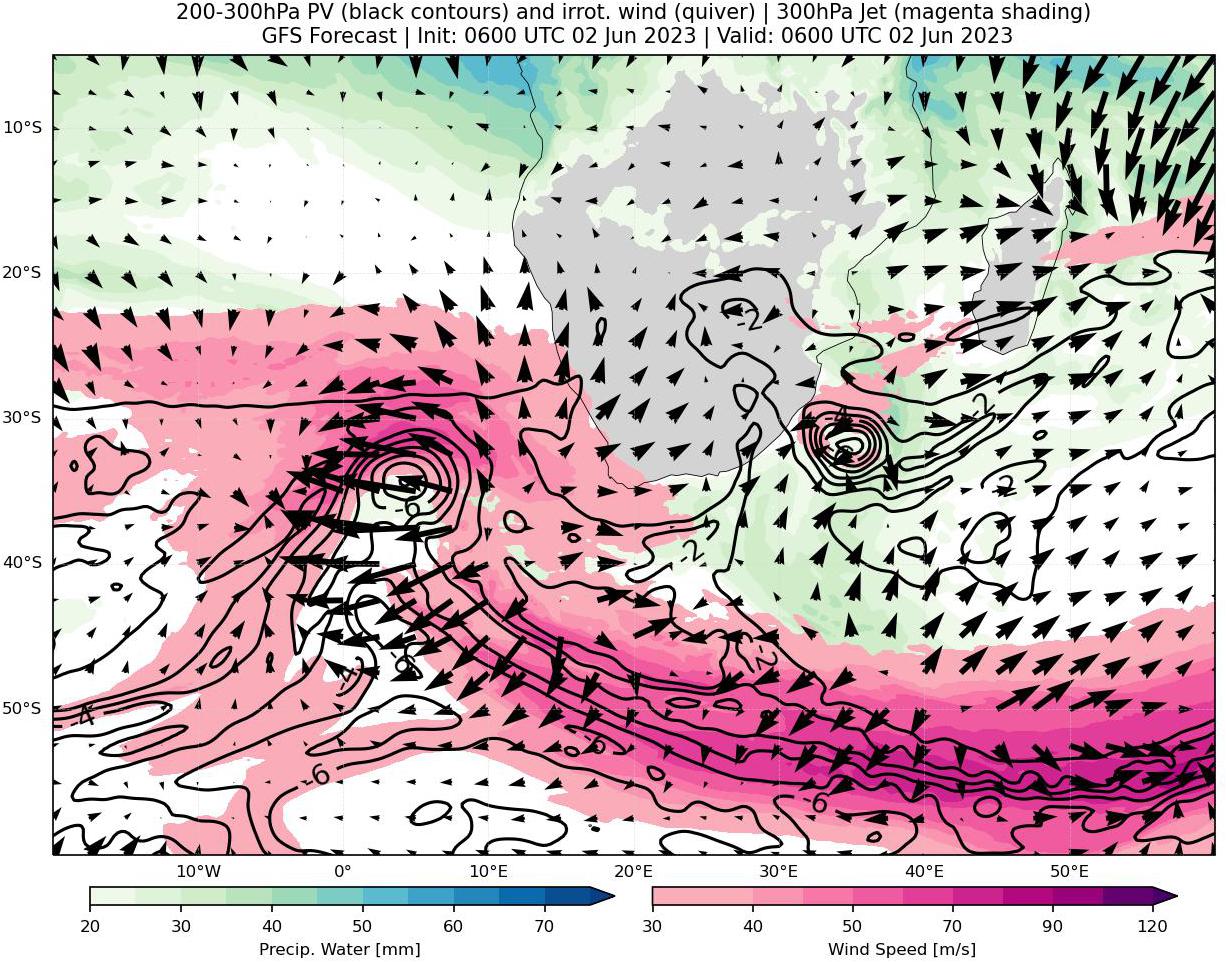 200-300hPa PV (black contours) and irrot. wind (quiver) | 300hPa Jet (magenta shading)
GFS Forecast | Init: 0600 UTC 02 Jun 2023 | Valid: 0600 UTC 02 Jun 2023
10°S
20°S
-2
30°S
-4
-2
-6
-2
40°S
-2
-2
-4
50°S
-4
-6
-6
-6
10°W 0° 10°E 20°E 30°E 40°E 50°E
20 30 40 50 60 70
30 40 50 70 90 120
Precip. Water [mm]
Wind Speed [m/s]